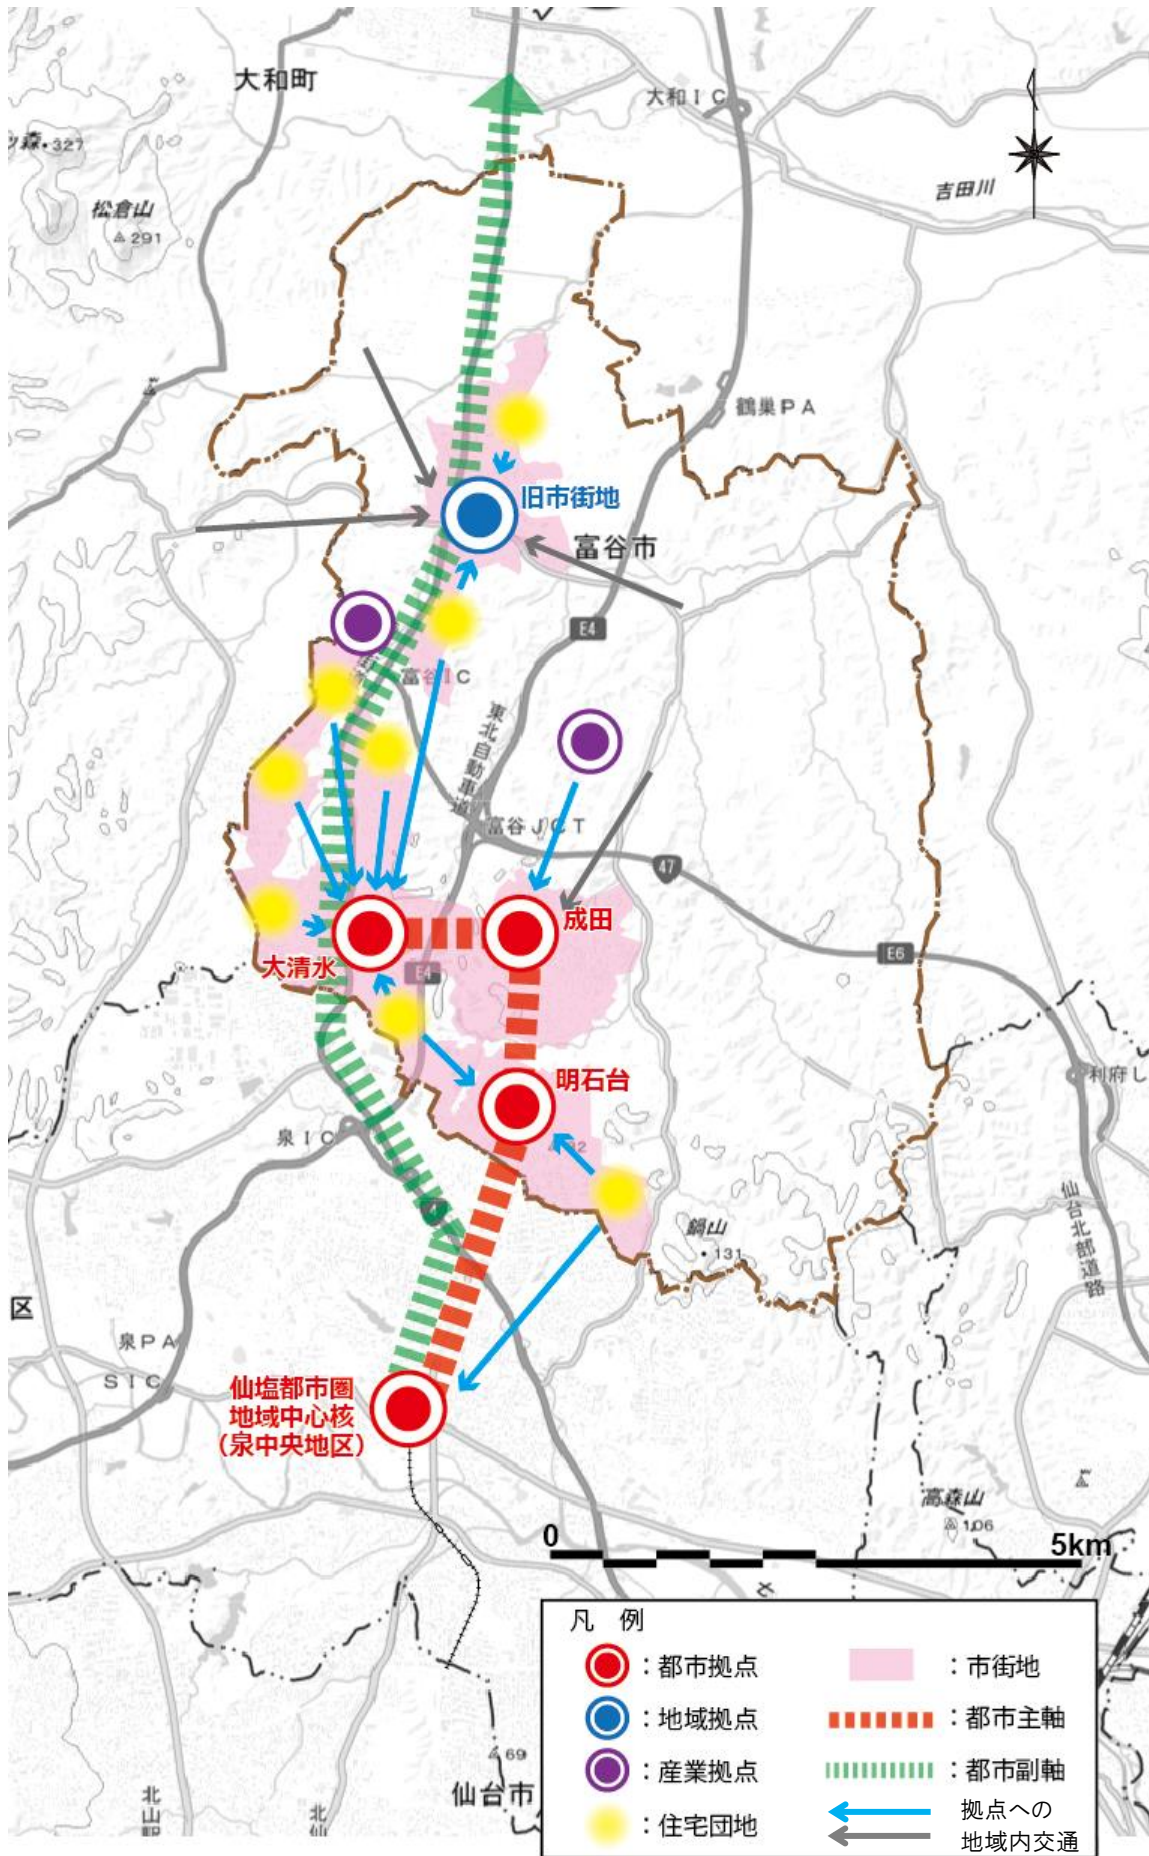 大和町
大和ＩＣ
森・327
吉田川
松倉山
291
鶴巣ＰＡ
旧市街地
富谷市
E4
富谷ＩＣ
東北自動車道
富谷ＪＣＴ
47
成田
E6
大清水
E4
明石台
利府し
泉ＩＣ
仙台北部道路
鍋山
・131
区
泉ＰＡ
ＳＩＣ
仙塩都市圏
地域中心核
（泉中央地区）
高森山
106
0
5km
凡　例
：都市拠点
：市街地
：地域拠点
：都市主軸
：産業拠点
：都市副軸
：住宅団地
拠点への
地域内交通
69
仙台市
北山駅
北仙